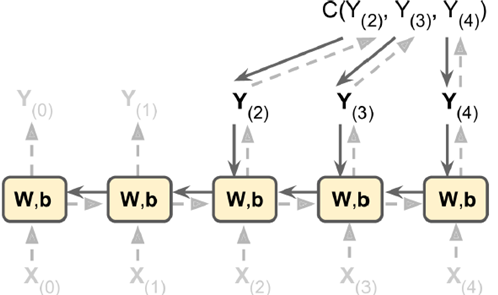 C(Y(2), Y(3), Y(4))
Y(0) Y(1) Y(2) Y(3) Y(4)
W,b W,b W,b W,b W,b
X(0) X(1) X(2) X(3) X(4)